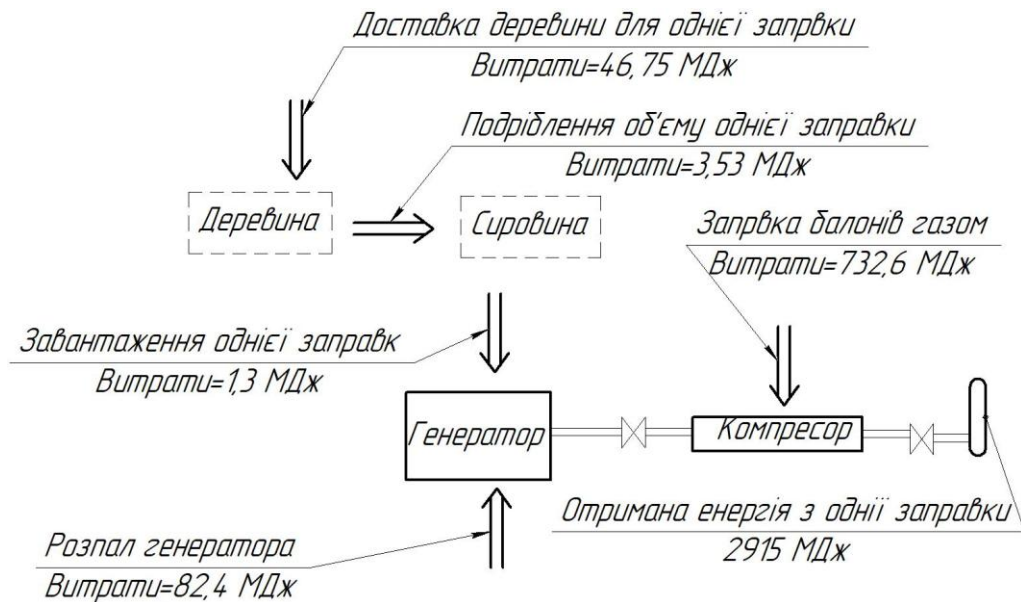 Доставка деревини для однієї запрвки
Витрати=46,75 МДж
Подріблення об'єму однієї заправки
Витрати=3,53 МДж
Деревина
Сировина
Запрвка балонів газом
Витрати=732,6 МДж
Завантаження однієї заправк
Витрати=1,3 МДж
Генератор
Компресор
Отримана енергія з однії заправки
2915 МДж
Розпал генератора
Витрати=82,4 МДж